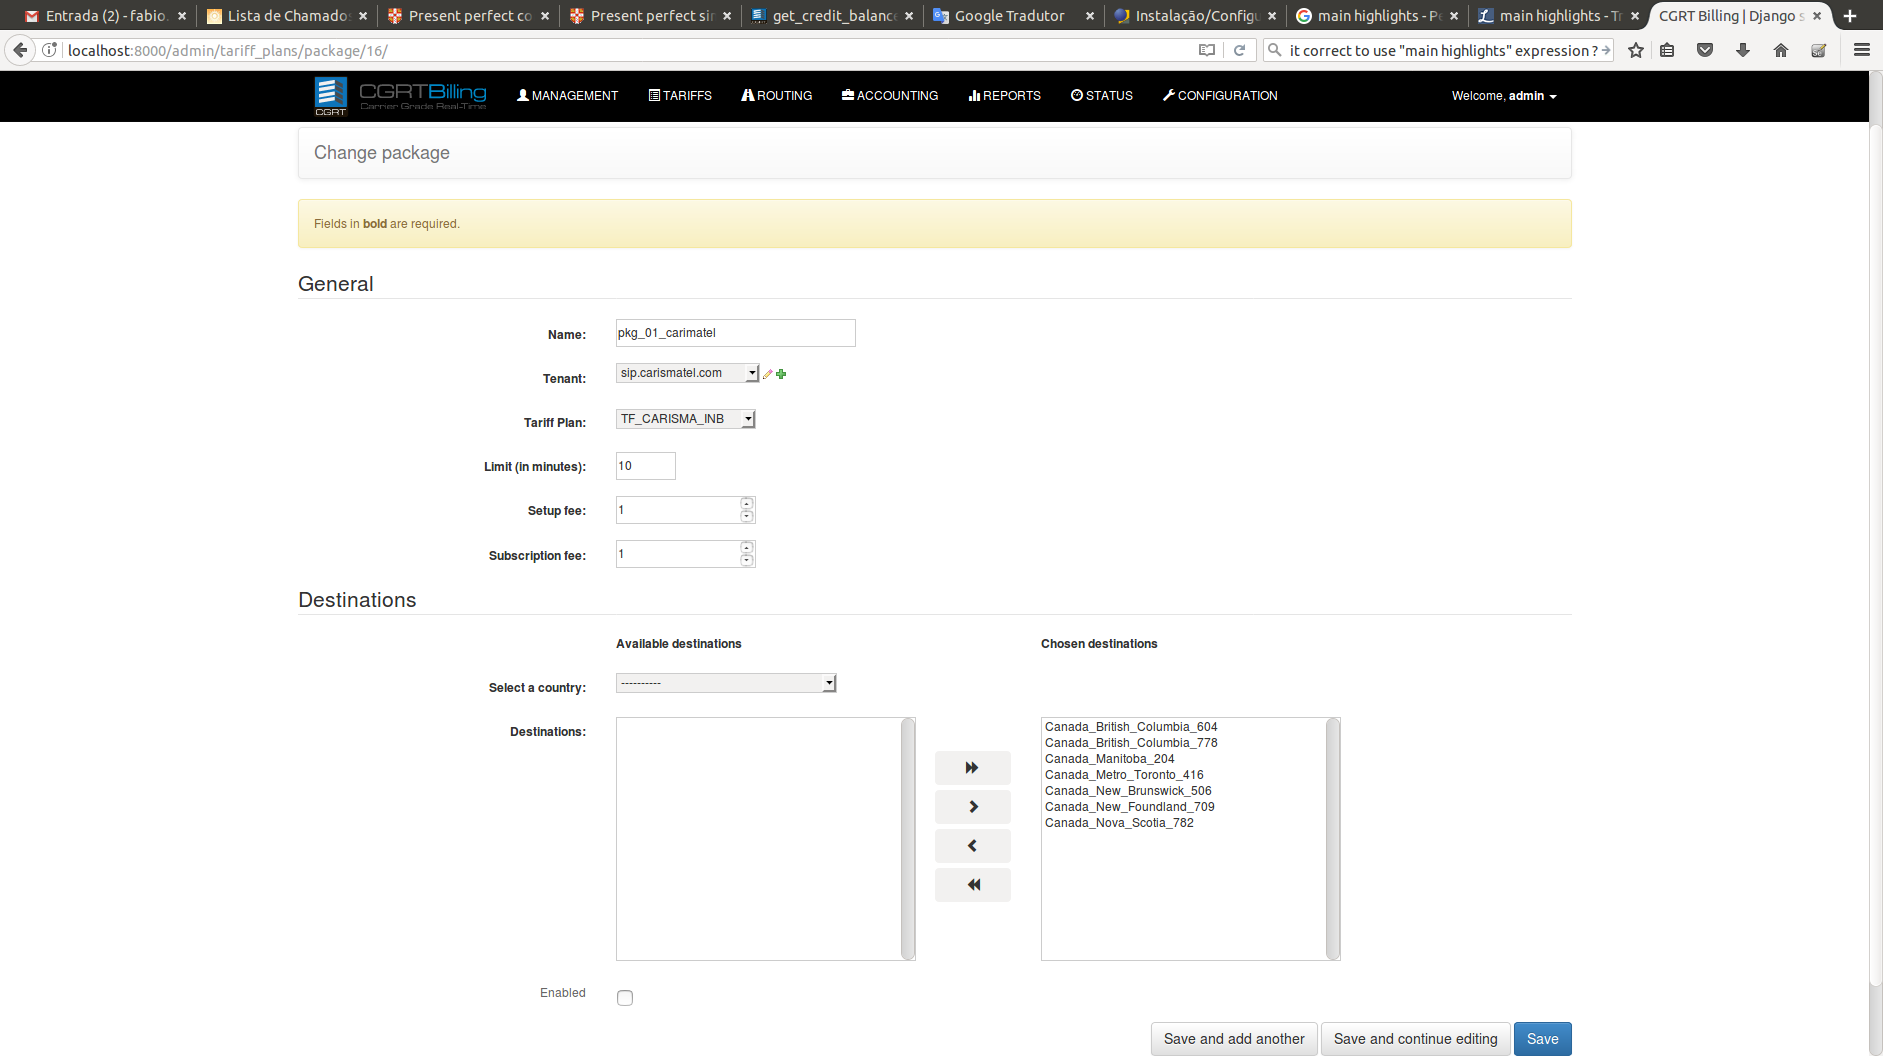 Entrada (2) - fabio.
Lista de Chamados
Present perfect co
Present perfect sin
get_credit_balance
Google Tradutor
Instalação/Configu
main highlights - Pe
main highlights - Tr
CGRT Billing | Django s
localhost:8000/admin/tariff_plans/package/16/
it correct to use "main highlights" expression ?
CGRT
CGRTBilling
Carrier Grade Real-Time
MANAGEMENT
TARIFFS
ROUTING
ACCOUNTING
REPORTS
STATUS
CONFIGURATION
Welcome, admin
Change package
Fields in bold are required.
General
Name: pkg_01_carimatel
Tenant: sip.carismatel.com
Tariff Plan: TF_CARISMA_INB
Limit (in minutes): 10
Setup fee: 1
Subscription fee: 1
Destinations
Available destinations
Chosen destinations
Select a country: ----------
Destinations:
Canada_British_Columbia_604
Canada_British_Columbia_778
Canada_Manitoba_204
Canada_Metro_Toronto_416
Canada_New_Brunswick_506
Canada_New_Foundland_709
Canada_Nova_Scotia_782
Enabled
Save and add another
Save and continue editing
Save